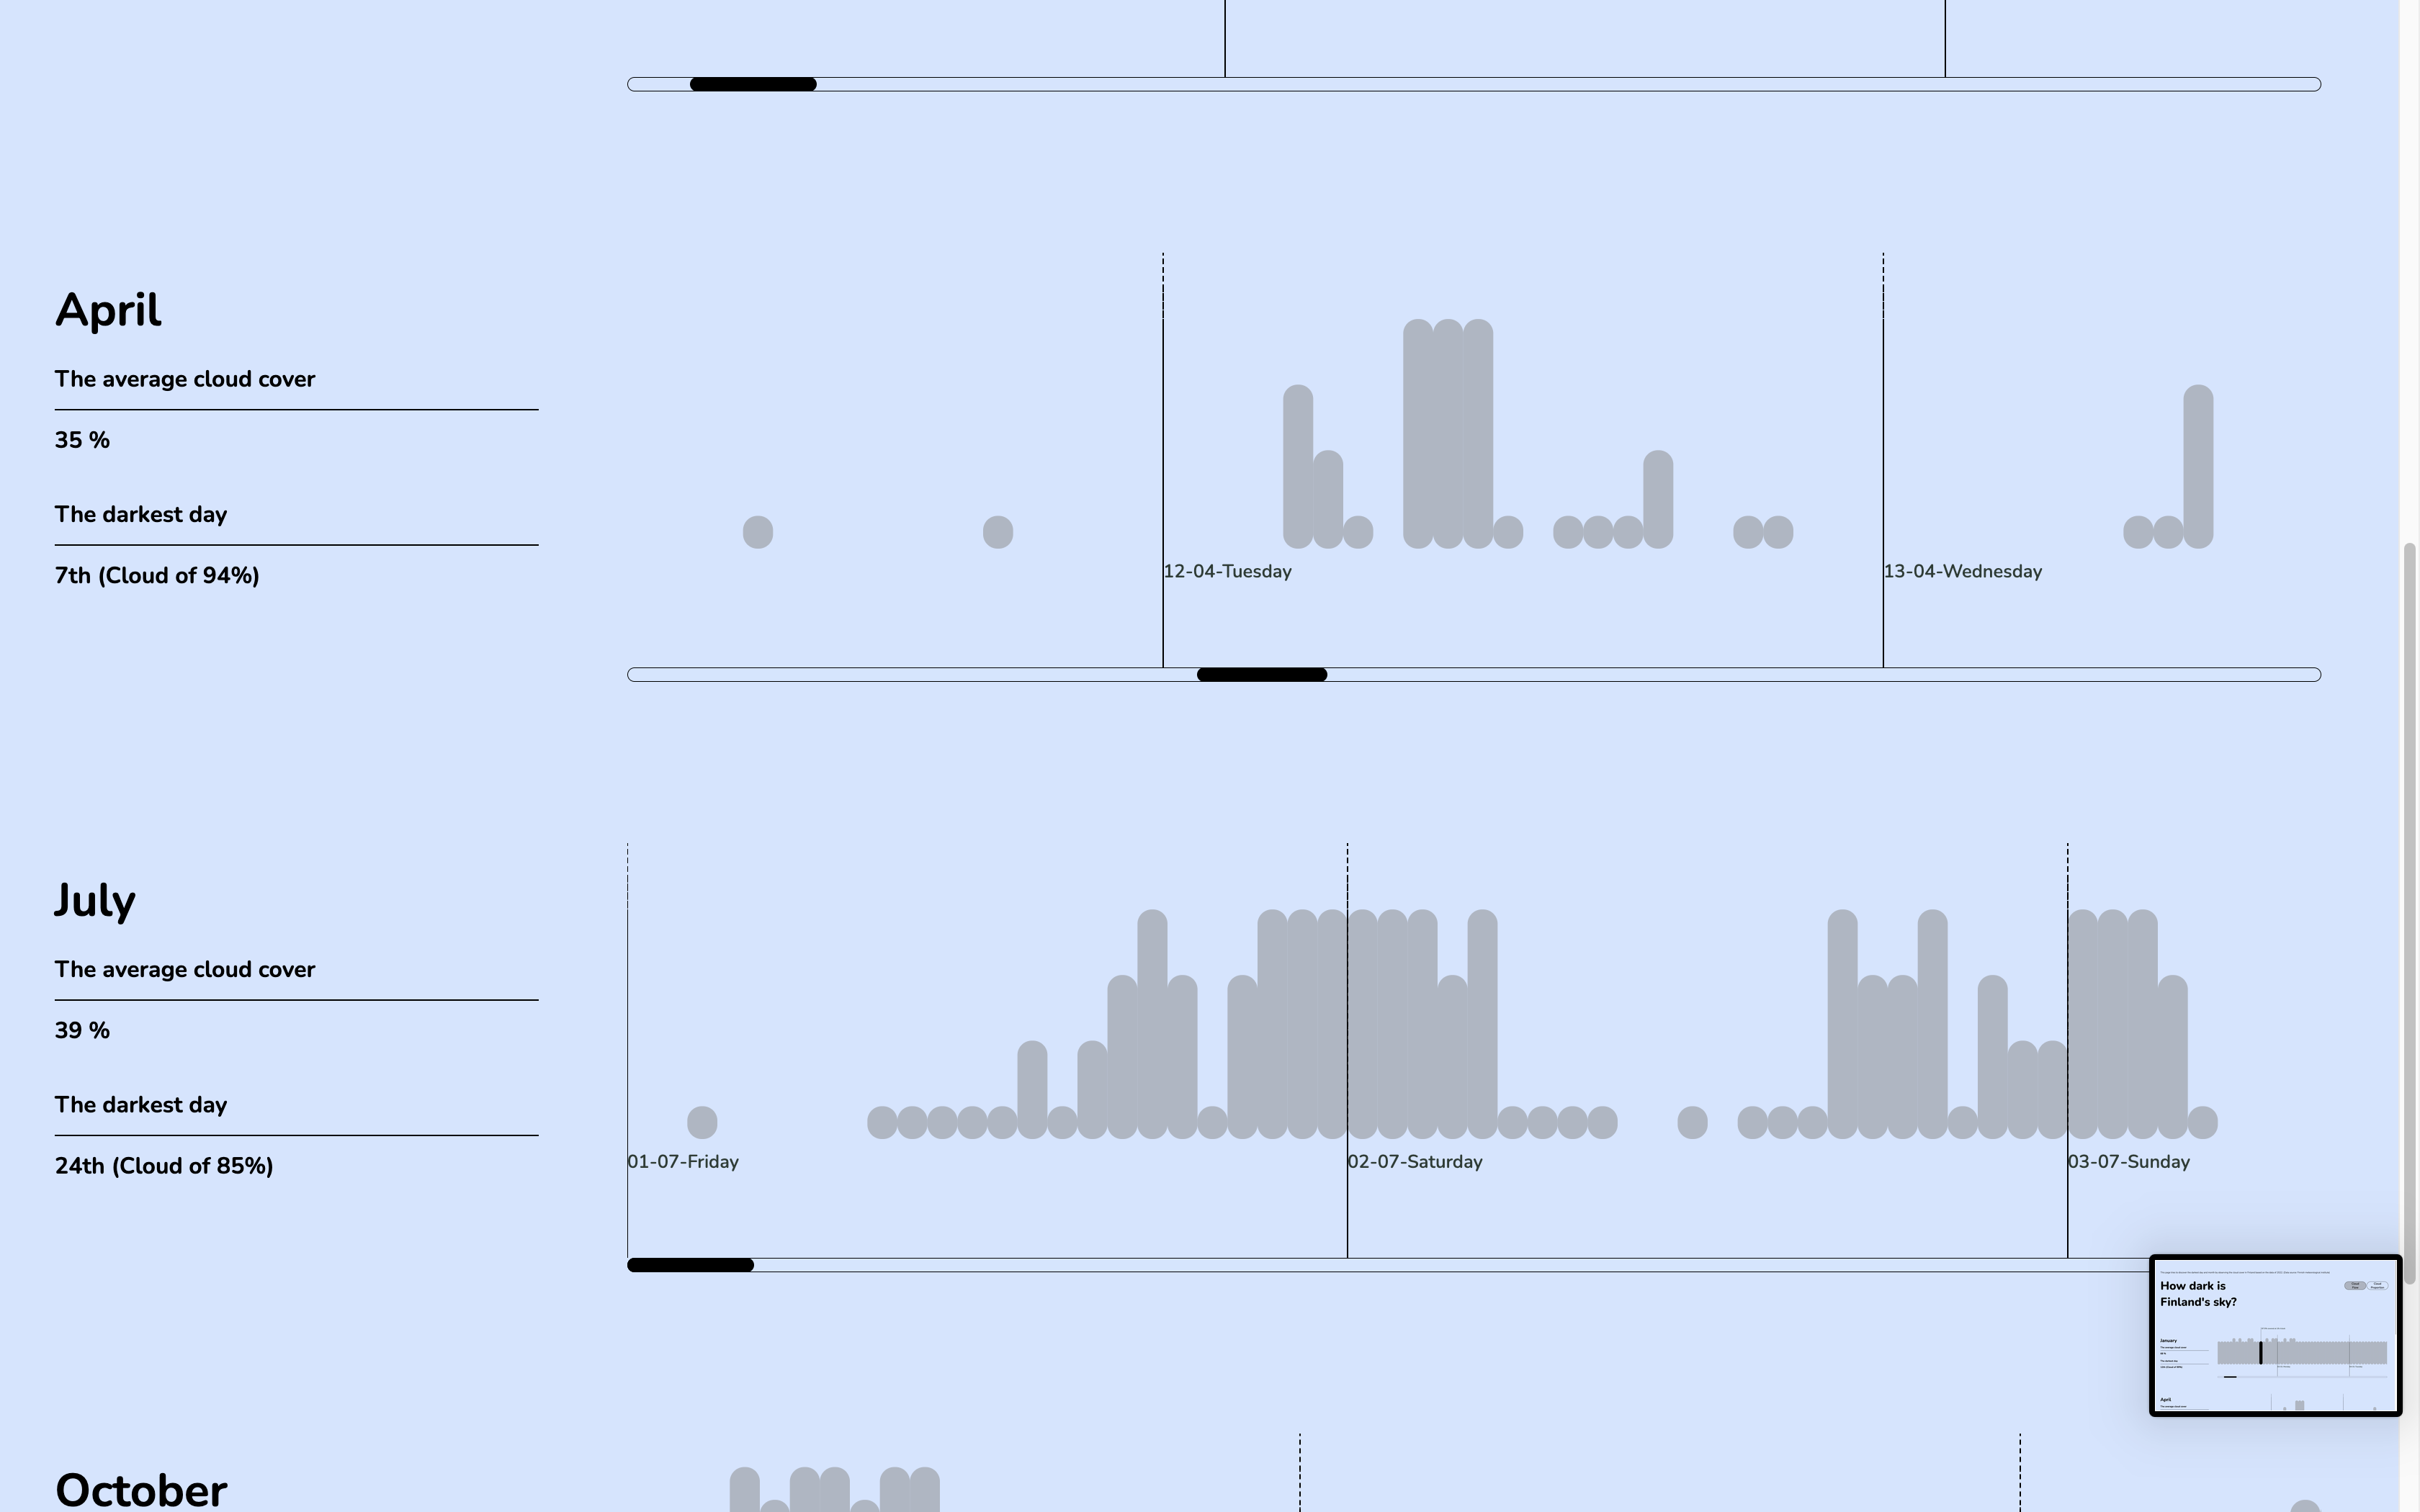 April
The average cloud cover
35 %
The darkest day
7th (Cloud of 94%)
12-04-Tuesday
13-04-Wednesday
July
The average cloud cover
39 %
The darkest day
24th (Cloud of 85%)
01-07-Friday
02-07-Saturday
03-07-Sunday
How dark is
Finland's sky?
January
April
October